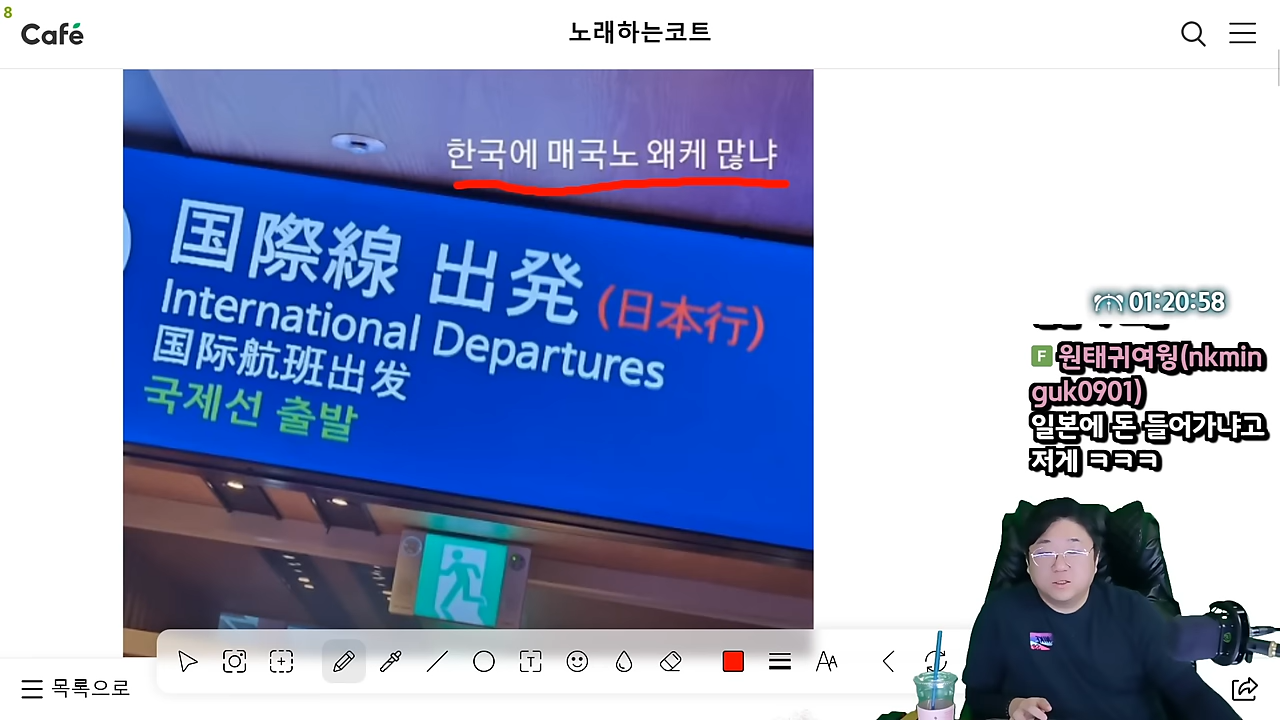 8
Café
노래하는코트
한국에 매국노 왜케 많냐
国際線 出発 (日本行)
International Departures
国际航班出发
국제선 출발
01:20:58
F 원태귀여웡(nkmin
guk0901)
일본에 돈 들어가냐고
저게 ㅋㅋㅋ
T
AA
목록으로